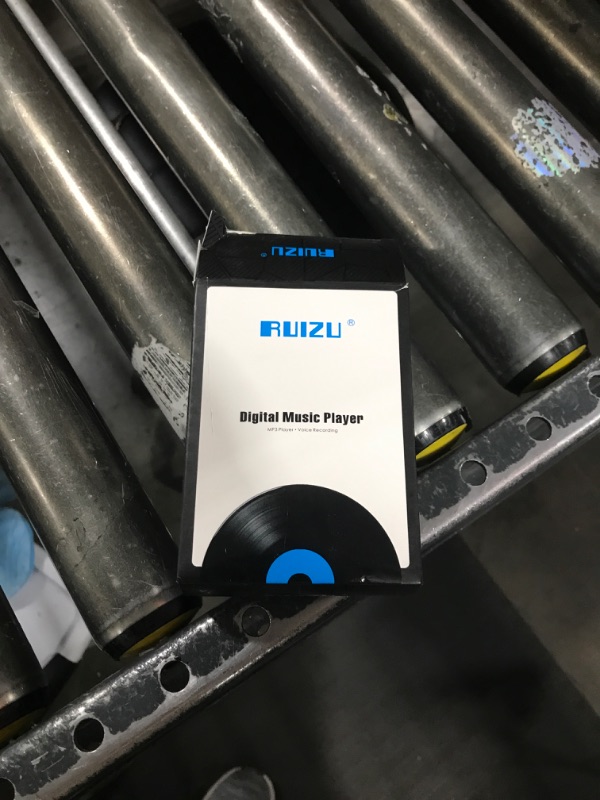 RUIZU
RUIZU ®
Digital Music Player
MP3 Player • Voice Recording